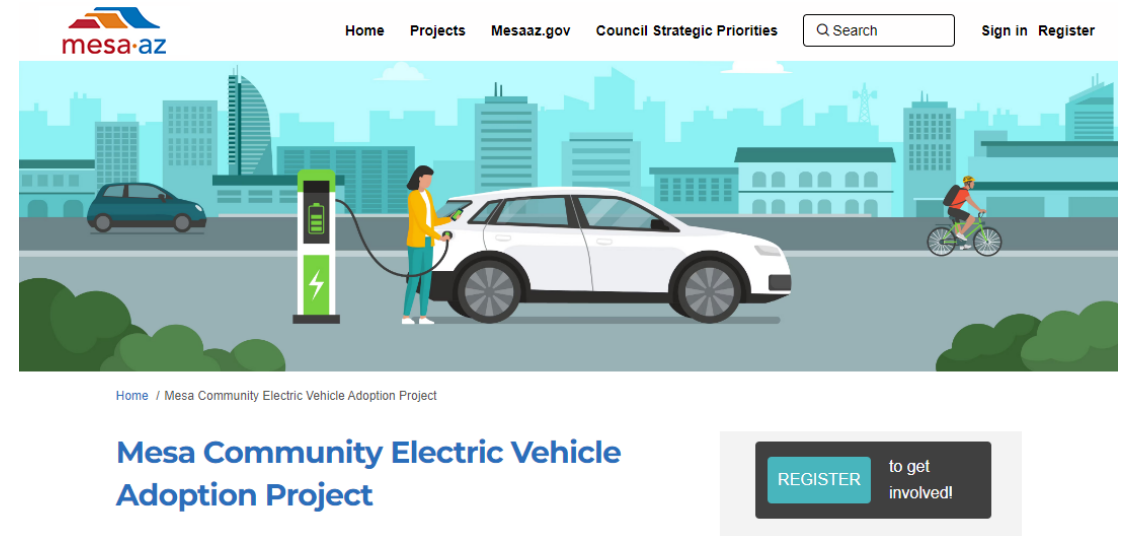 mesa·az
Home Projects Mesaaz.gov Council Strategic Priorities Search Sign in Register
Home / Mesa Community Electric Vehicle Adoption Project
Mesa Community Electric Vehicle
Adoption Project
REGISTER to get
involved!